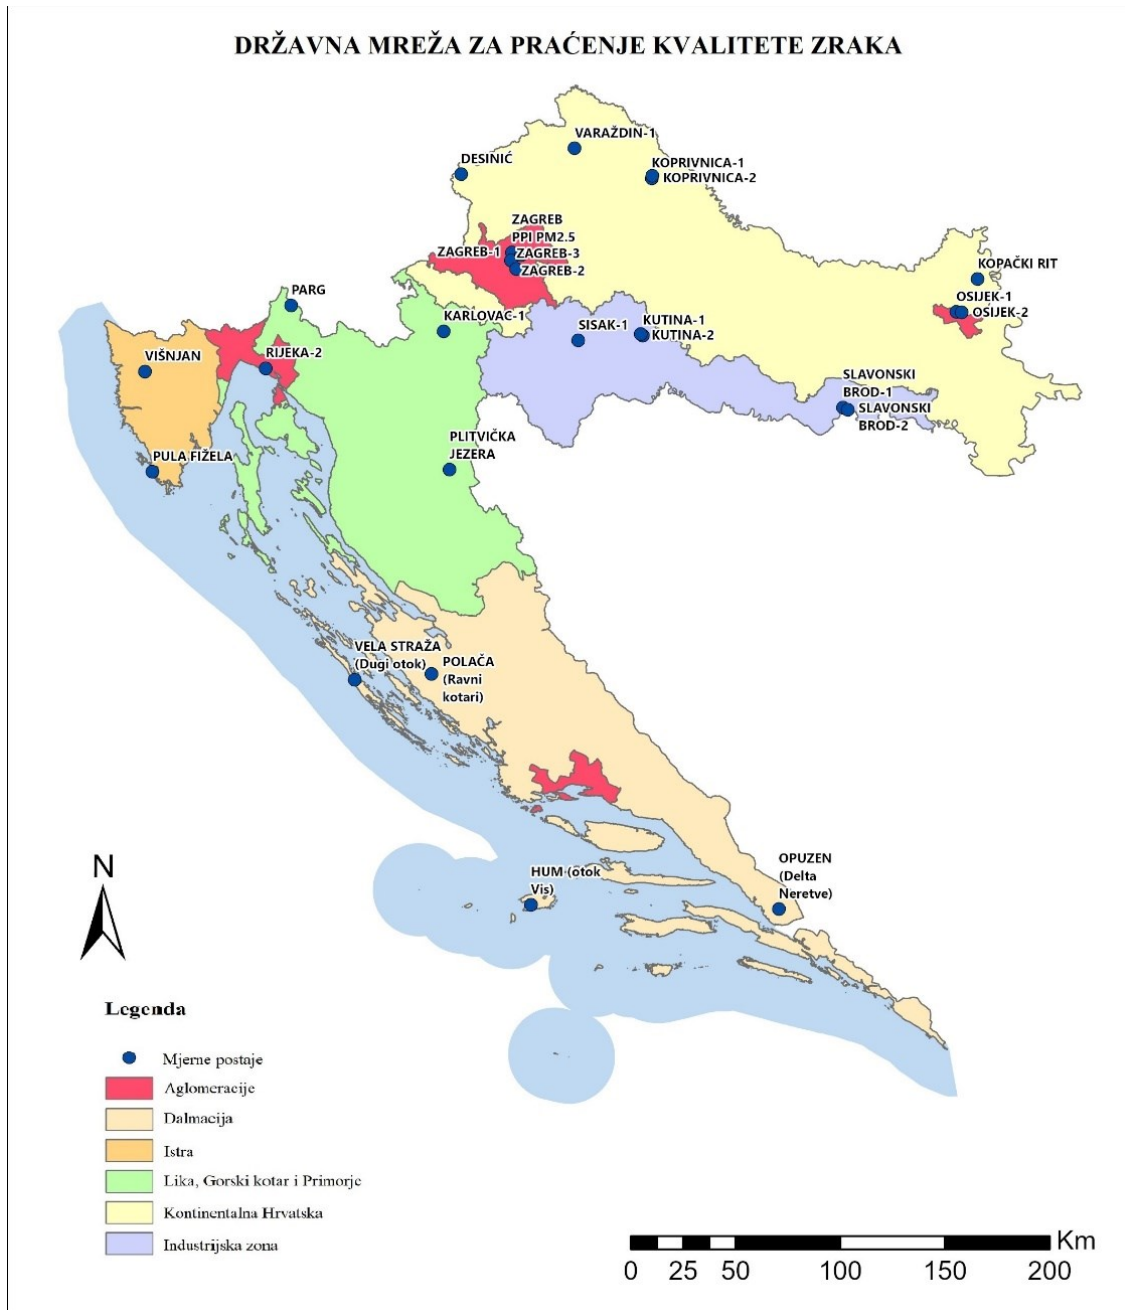 DRŽAVNA MREŽA ZA PRAĆENJE KVALITETE ZRAKA
VARAŽDIN-1
DESINIĆ
KOPRIVNICA-1
KOPRIVNICA-2
ZAGREB
PPI PM2.5
ZAGREB-1
ZAGREB-3
ZAGREB-2
KOPAČKI RIT
PARG
OSIJEK-1
OSIJEK-2
KARLOVAC-1
SISAK-1
KUTINA-1
KUTINA-2
VIŠNJAN
RIJEKA-2
SLAVONSKI
BROD-1
SLAVONSKI
BROD-2
PLITVIČKA
JEZERA
PULA FIŽELA
VELA STRAŽA
(Dugi otok)
POLAČA
(Ravni
kotari)
OPUZEN
(Delta
Neretve)
HUM (otok
Vis)
N
Legenda
Mjerne postaje
Aglomeracije
Dalmacija
Istra
Lika, Gorski kotar i Primorje
Kontinentalna Hrvatska
Industrijska zona
Km
0 25 50 100 150 200